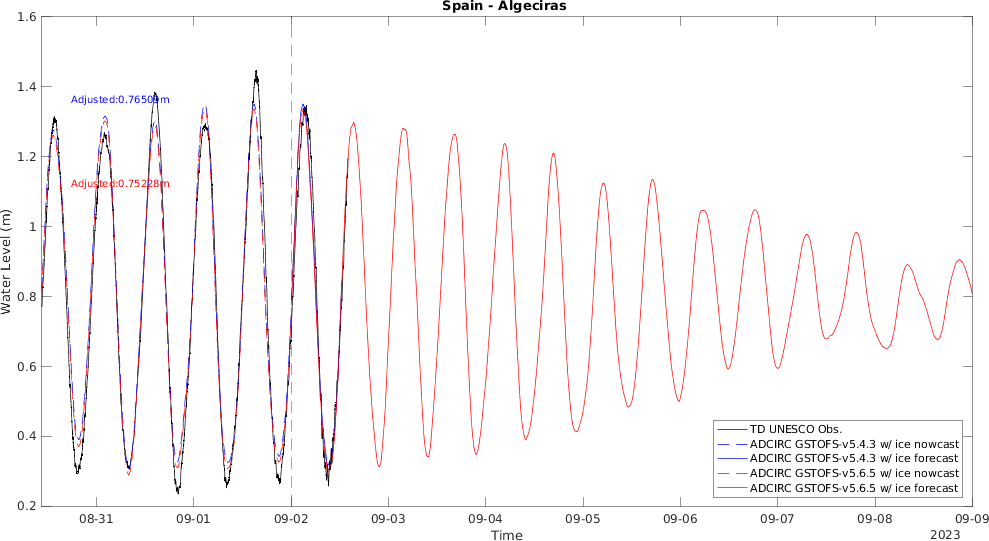 Spain - Algeciras
1.6
1.4
1.2
1
0.8
0.6
0.4
0.2
Water Level (m)
Adjusted:0.76509m
Adjusted:0.75228m
TD UNESCO Obs.
ADCIRC GSTOFS-v5.4.3 w/ ice nowcast
ADCIRC GSTOFS-v5.4.3 w/ ice forecast
ADCIRC GSTOFS-v5.6.5 w/ ice nowcast
ADCIRC GSTOFS-v5.6.5 w/ ice forecast
08-31 09-01 09-02 09-03 09-04 09-05 09-06 09-07 09-08 09-09
Time
2023